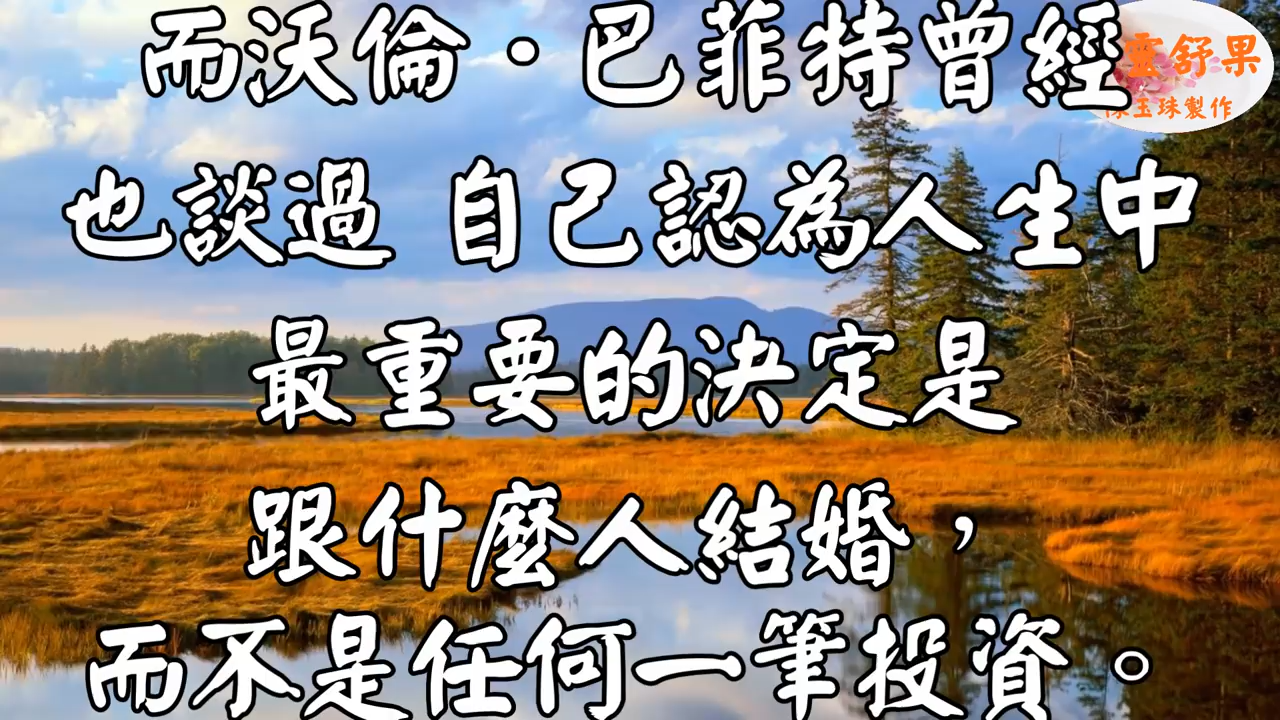 而沃倫·巴菲特曾經
也談過 自己認為人生中
最重要的決定是
跟什麼人結婚，
而不是任何一筆投資。
雲舒果
陳玉珠製作